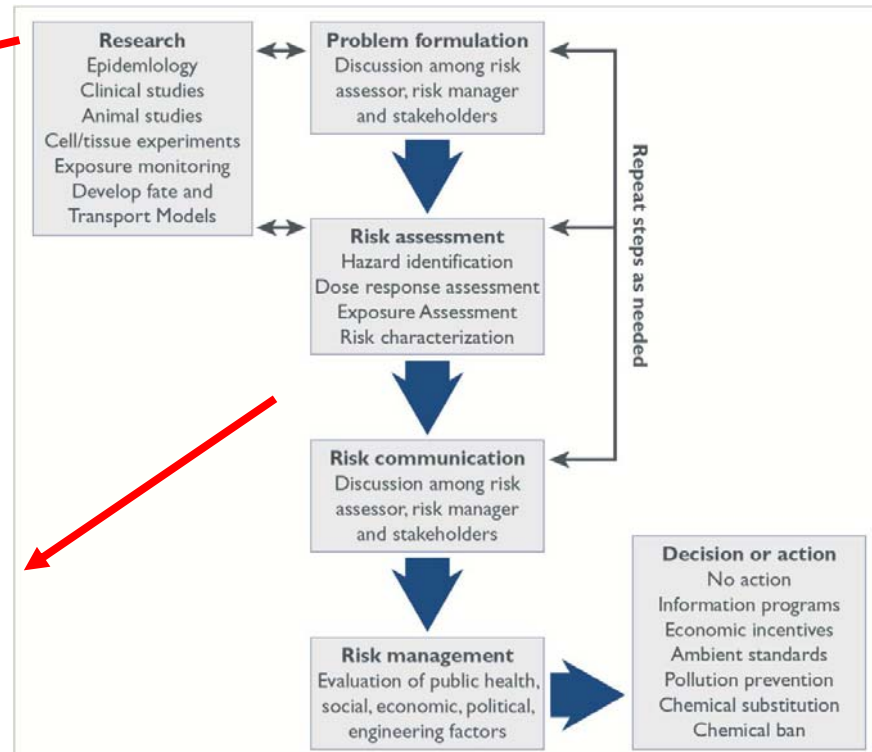 Research
Epidemlology
Clinical studies
Animal studies
Cell/tissue experiments
Exposure monitoring
Develop fate and
Transport Models
Problem formulation
Discussion among risk
assessor, risk manager
and stakeholders
Risk assessment
Hazard identification
Dose response assessment
Exposure Assessment
Risk characterization
Repeat steps as needed
Risk communication
Discussion among risk
assessor, risk manager
and stakeholders
Risk management
Evaluation of public health,
social, economic, political,
engineering factors
Decision or action
No action
Information programs
Economic incentives
Ambient standards
Pollution prevention
Chemical substitution
Chemical ban